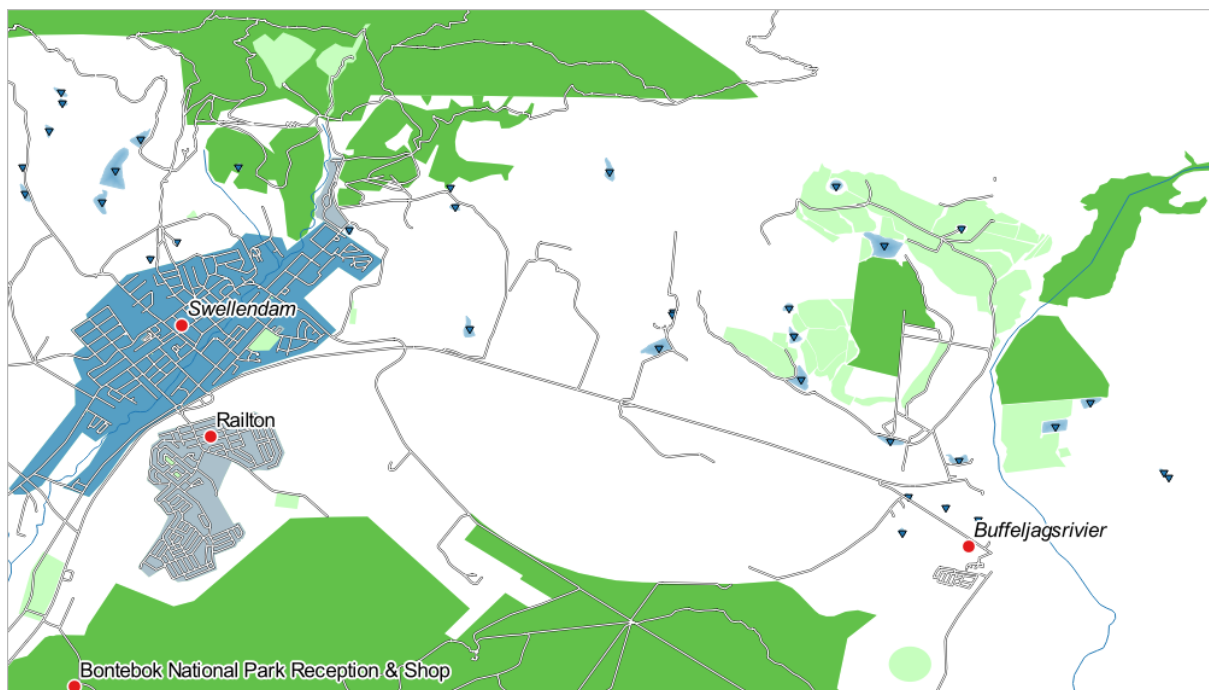 Swellendam
Railton
Buffeljagsrivier
Bontebok National Park Reception & Shop